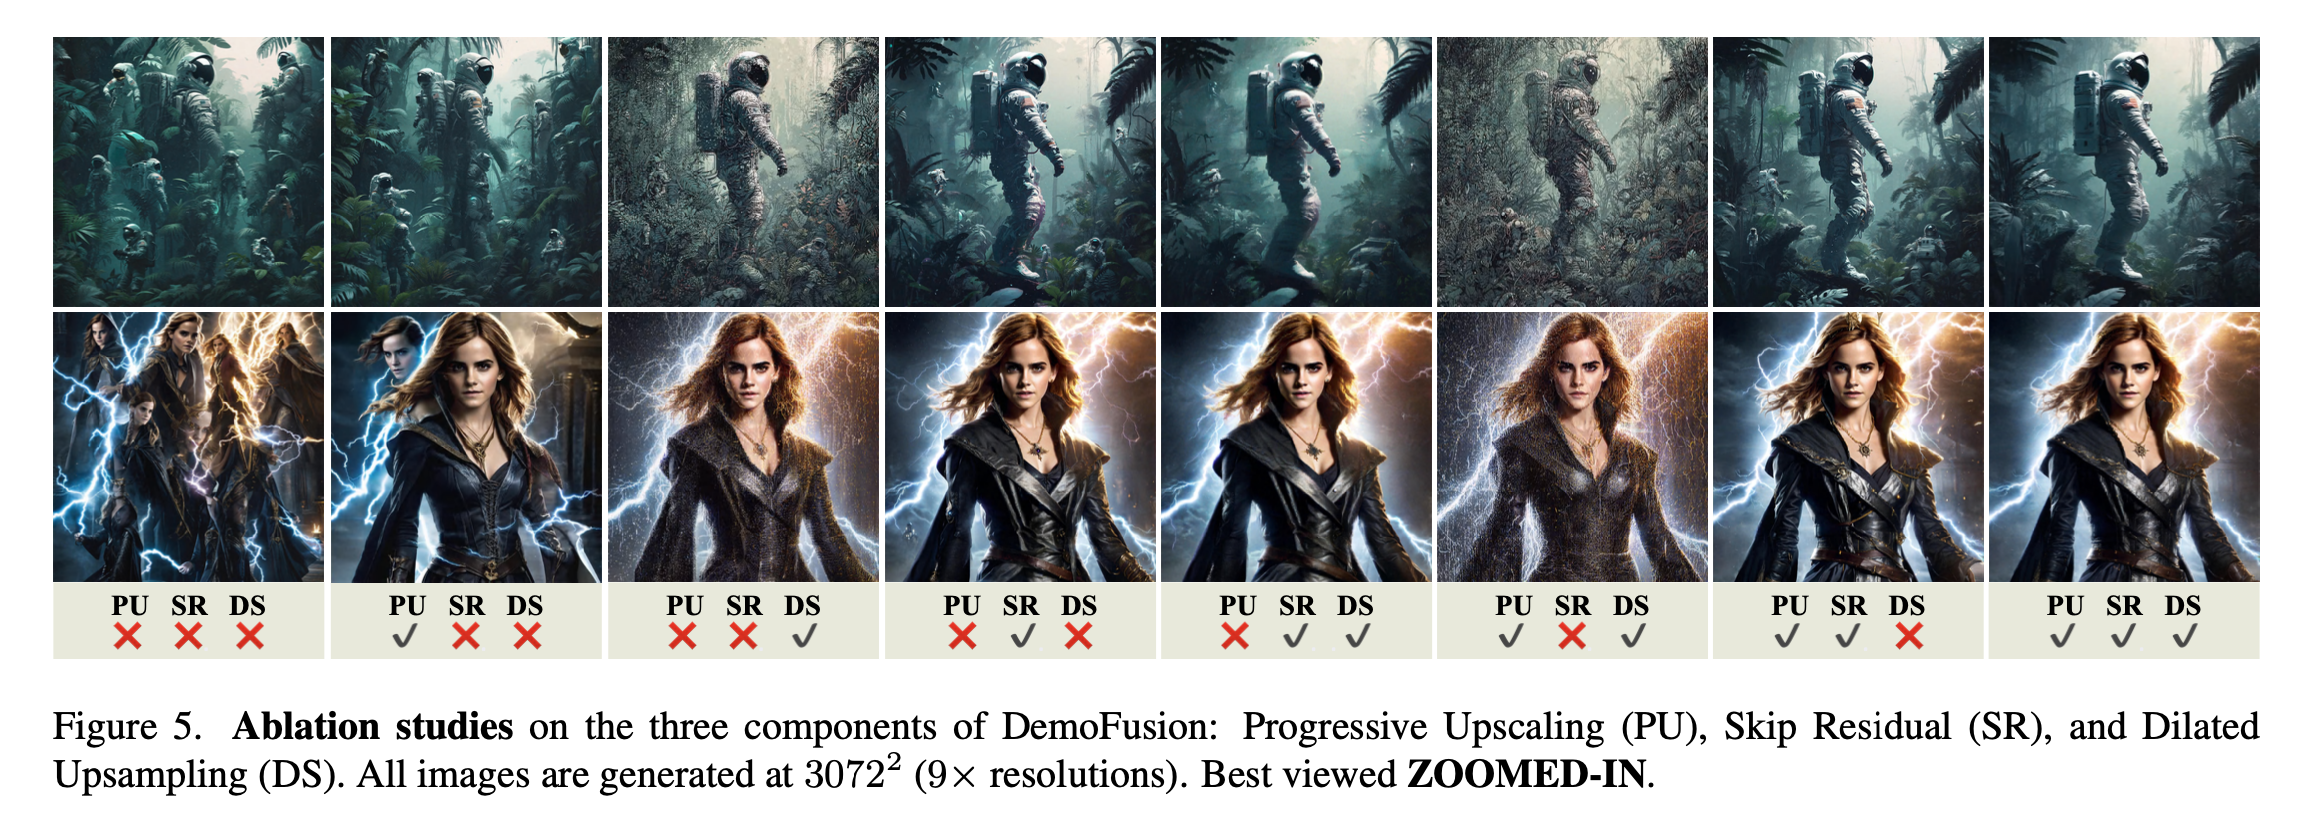 PU SR DS PU SR DS PU SR DS PU SR DS PU SR DS PU SR DS PU SR DS PU SR DS
❌ ❌ ❌ ✓ ❌ ❌ ❌ ❌ ✓ ❌ ✓ ❌ ❌ ✓ ✓ ✓ ❌ ✓ ✓ ✓ ❌ ✓ ✓ ✓
Figure 5. Ablation studies on the three components of DemoFusion: Progressive Upscaling (PU), Skip Residual (SR), and Dilated
Upsampling (DS). All images are generated at 3072² (9× resolutions). Best viewed ZOOMED-IN.